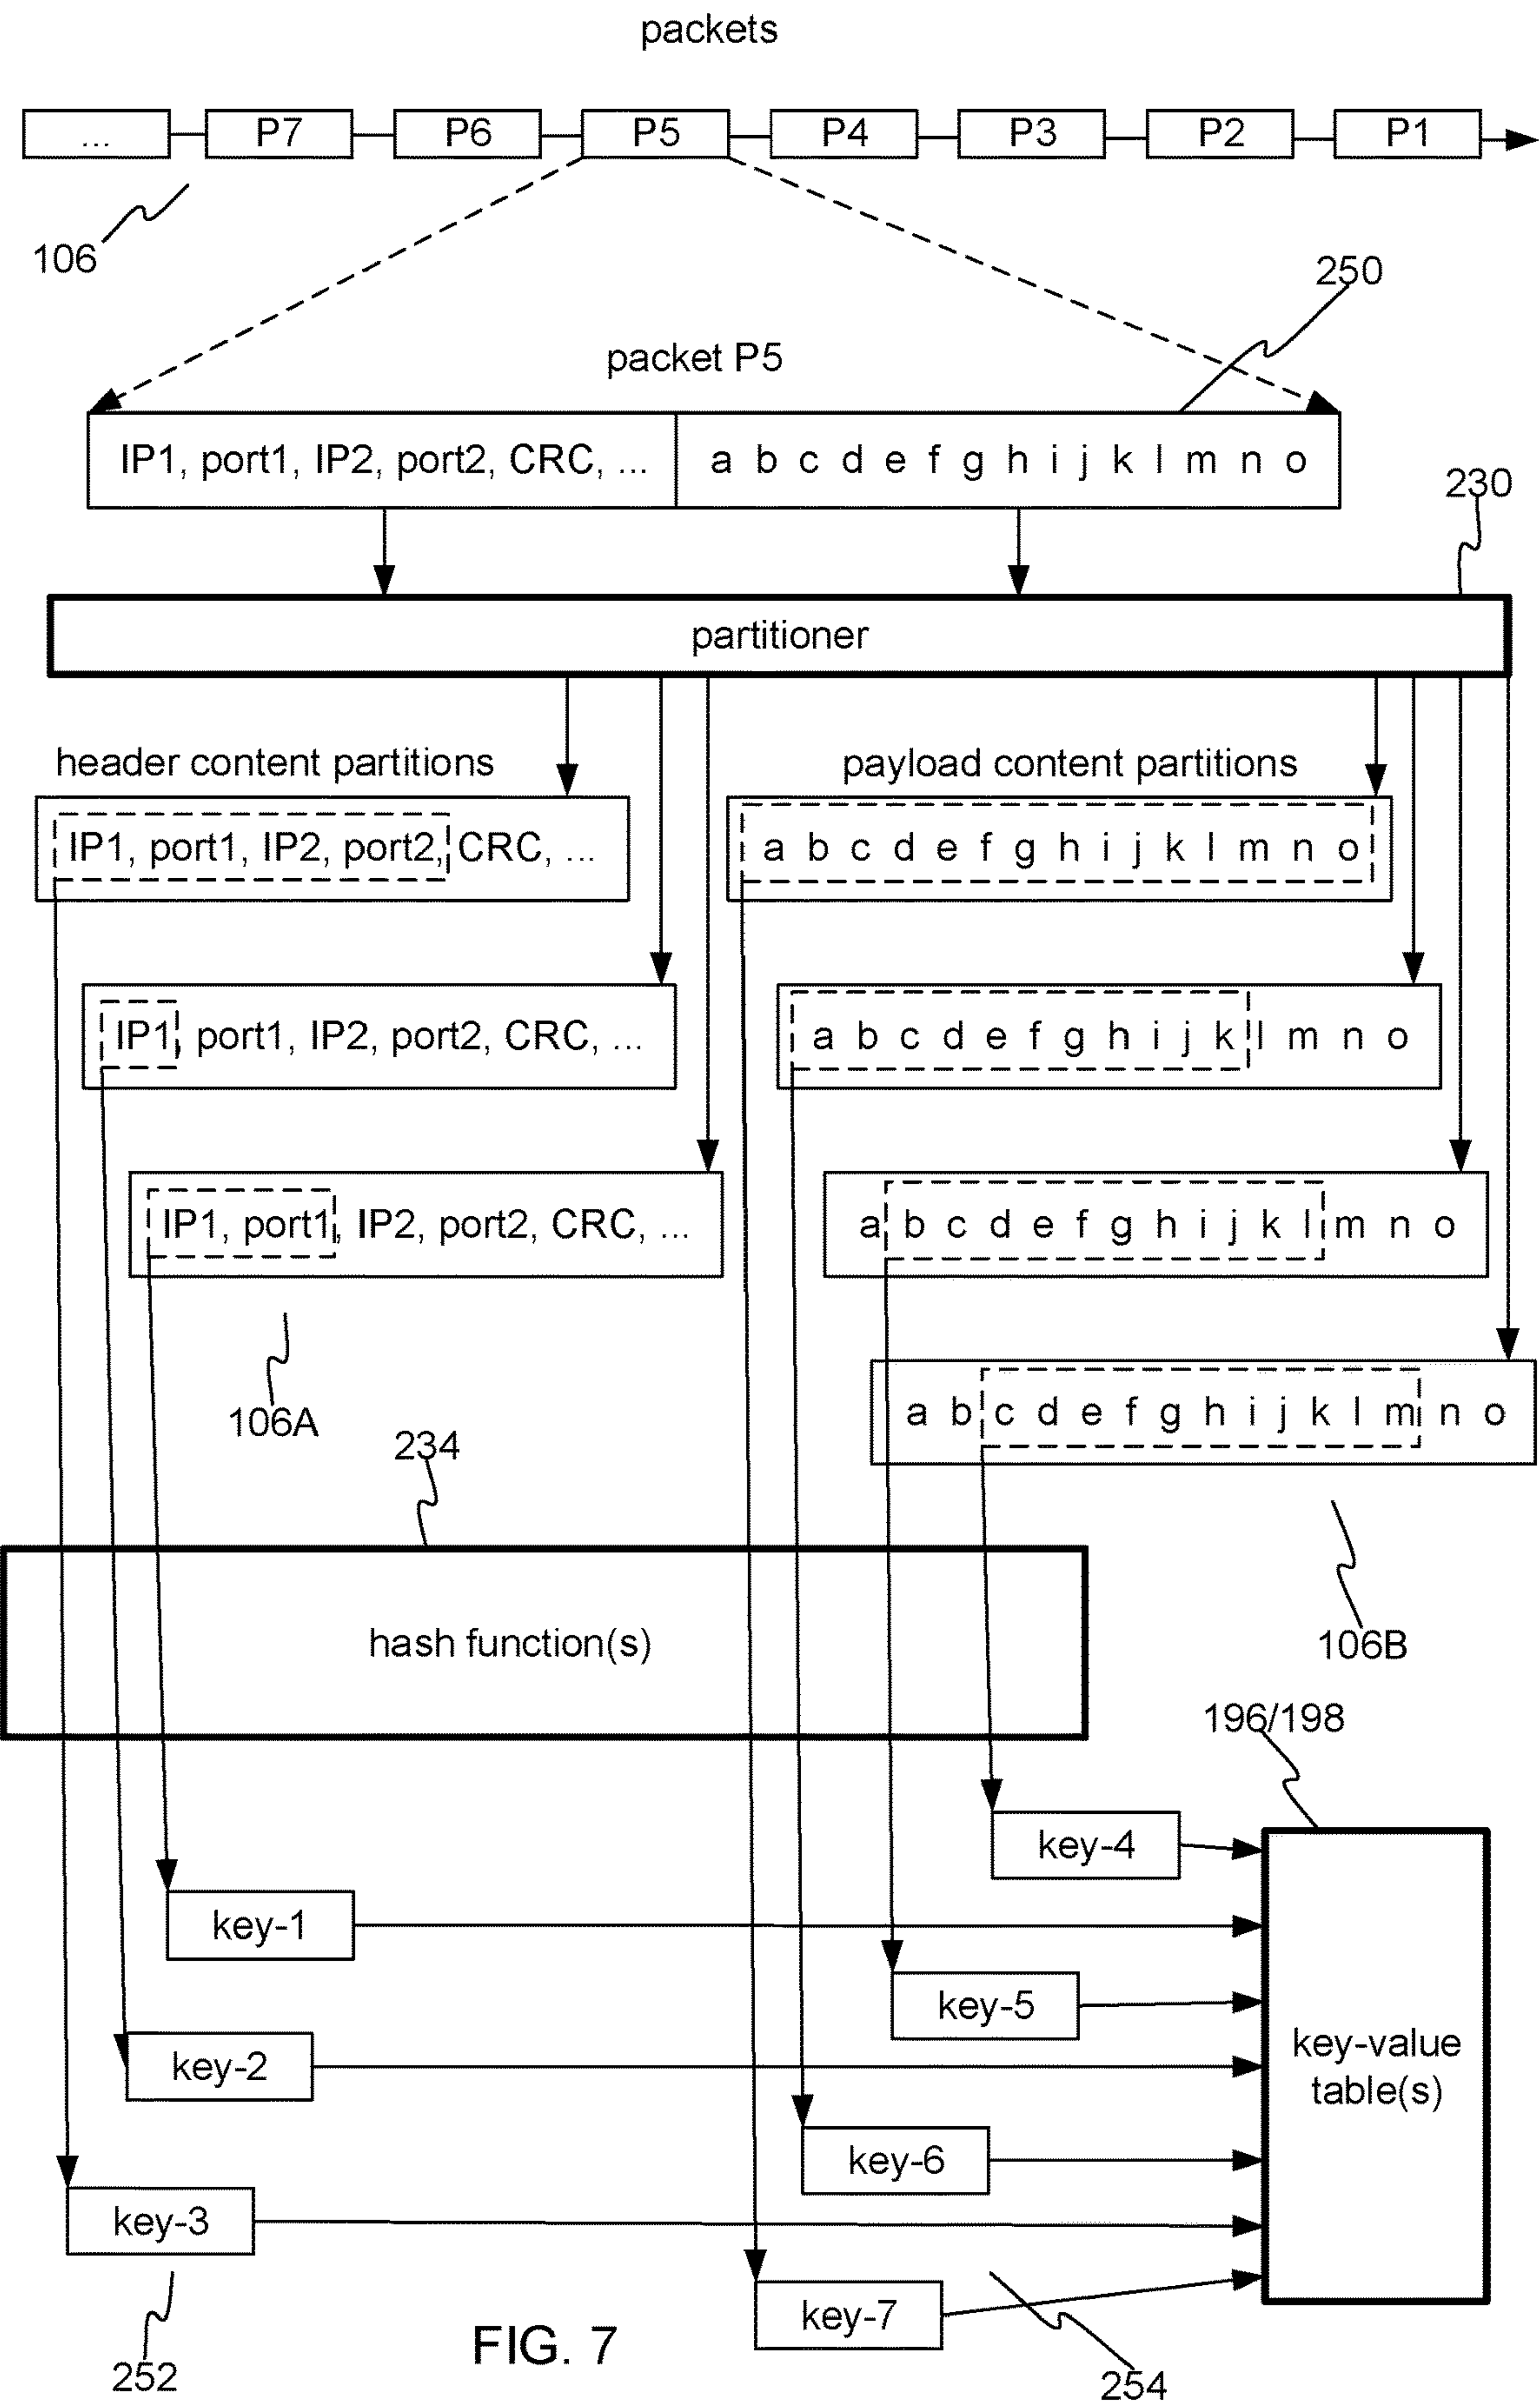 packets
... P7 P6 P5 P4 P3 P2 P1
106
250
packet P5
IP1, port1, IP2, port2, CRC, ... a b c d e f g h i j k l m n o
230
partitioner
header content partitions payload content partitions
IP1, port1, IP2, port2, CRC, ... a b c d e f g h i j k l m n o
IP1, port1, IP2, port2, CRC, ... a b c d e f g h i j k l m n o
IP1, port1, IP2, port2, CRC, ... a b c d e f g h i j k l m n o
a b c d e f g h i j k l m n o
106A
234
hash function(s)
106B
196/198
key-4
key-1
key-5
key-2
key-value
table(s)
key-6
key-3
key-7
FIG. 7
252
254